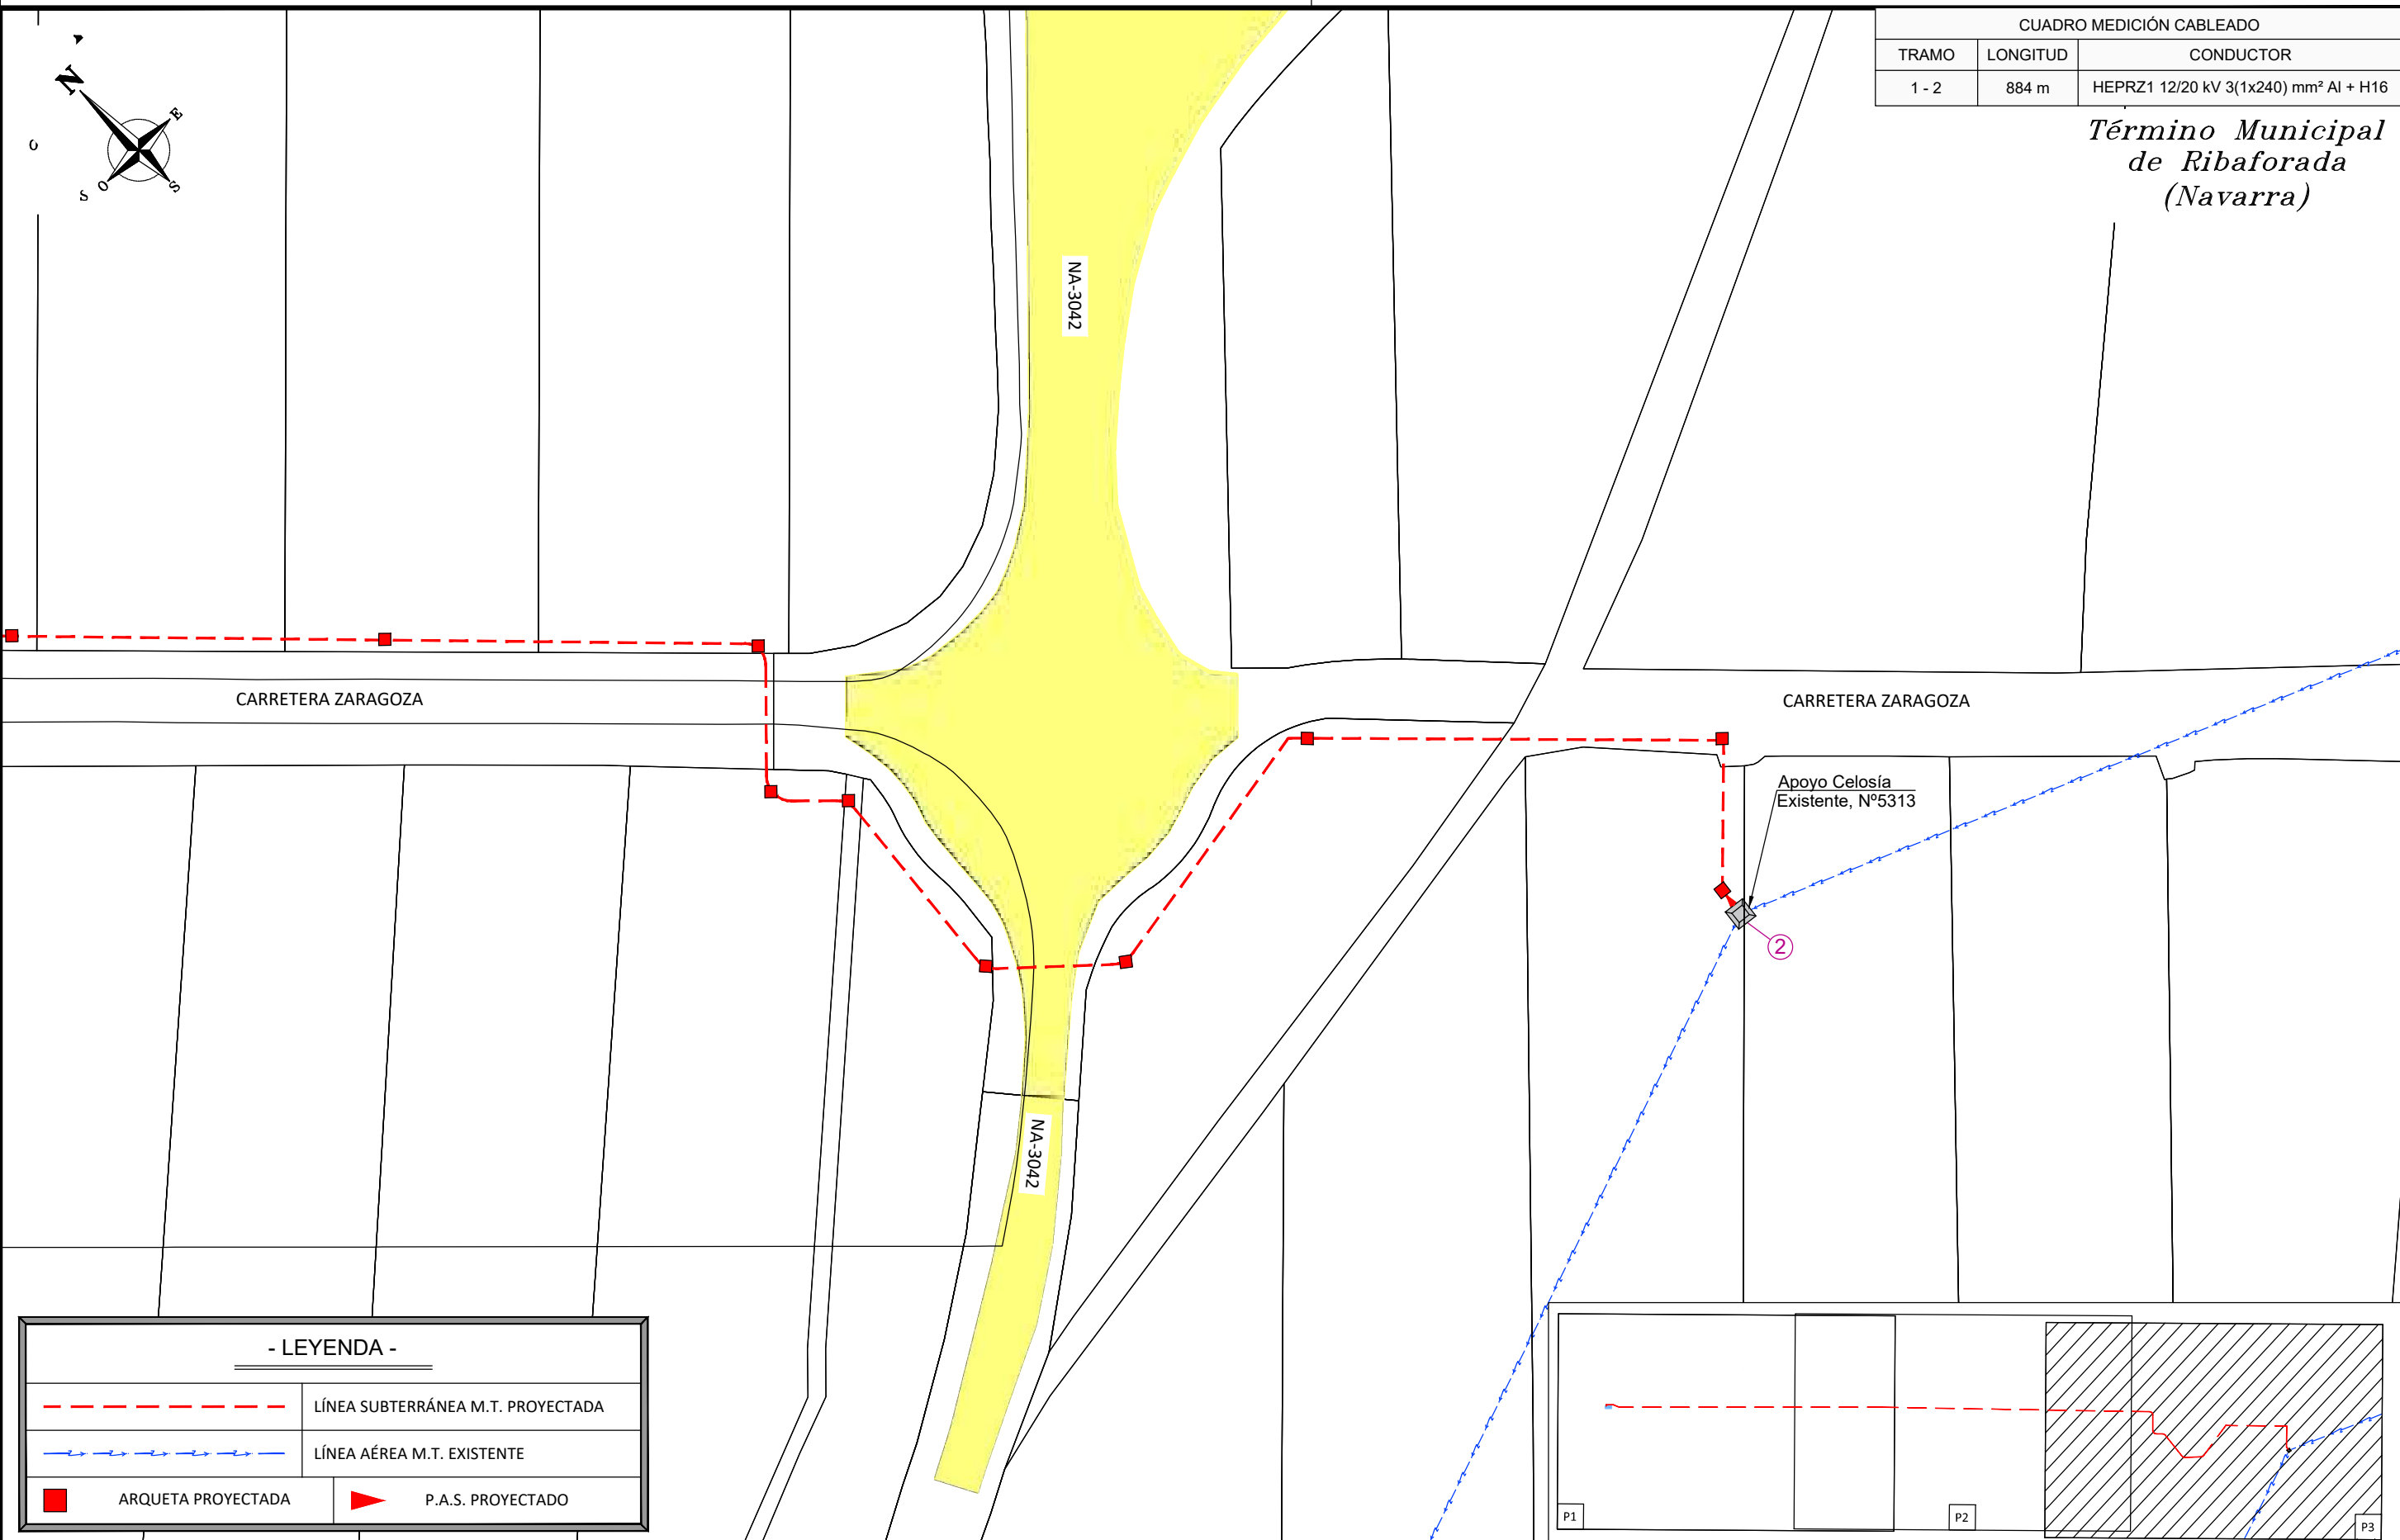 CUADRO MEDICIÓN CABLEADO
TRAMO LONGITUD CONDUCTOR
1 - 2 884 m HEPRZ1 12/20 kV 3(1x240) mm² Al + H16
Término Municipal
de Ribaforada
(Navarra)
N
E
S
O
O
S
NA-3042
CARRETERA ZARAGOZA
CARRETERA ZARAGOZA
Apoyo Celosía
Existente, Nº5313
2
NA-3042
- LEYENDA -
LÍNEA SUBTERRÁNEA M.T. PROYECTADA
LÍNEA AÉREA M.T. EXISTENTE
ARQUETA PROYECTADA P.A.S. PROYECTADO
P1
P2
P3